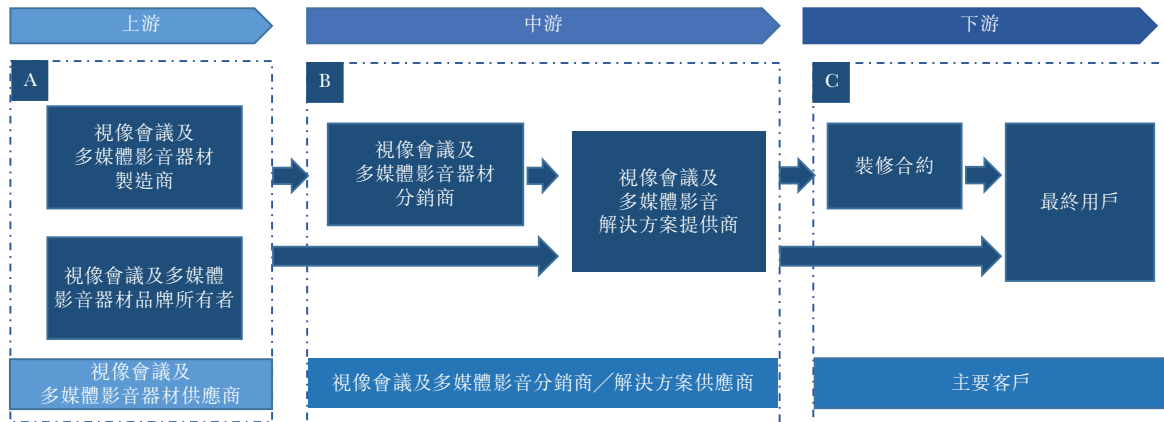 上游
中游
下游
A
視像會議及
多媒體影音器材
製造商
視像會議及多媒體
影音器材品牌所有者
視像會議及
多媒體影音器材供應商
B
視像會議及
多媒體影音器材
分銷商
視像會議及
多媒體影音
解決方案提供商
視像會議及多媒體影音分銷商／解決方案供應商
C
裝修合約
最終用戶
主要客戶